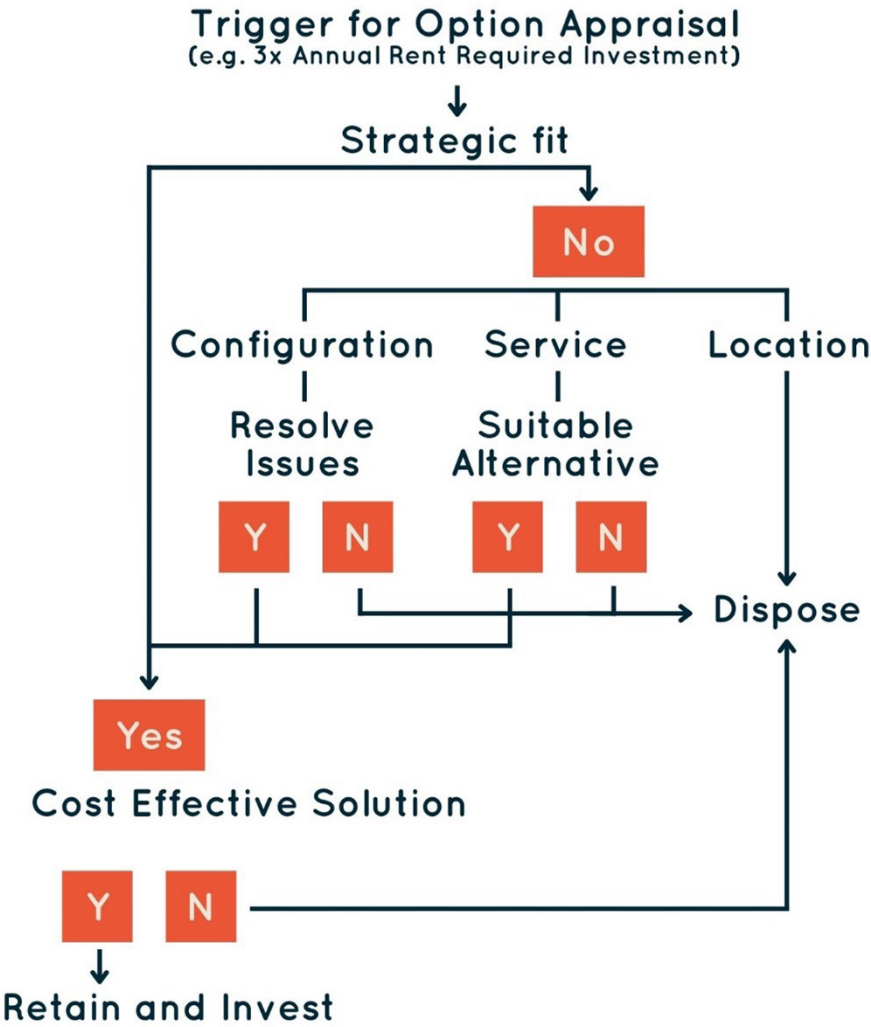 Trigger for Option Appraisal
(e.g. 3x Annual Rent Required Investment)
Strategic fit
No
Configuration
Service
Location
Resolve
Issues
Suitable
Alternative
Y
N
Y
N
Dispose
Yes
Cost Effective Solution
Y
N
Retain and Invest